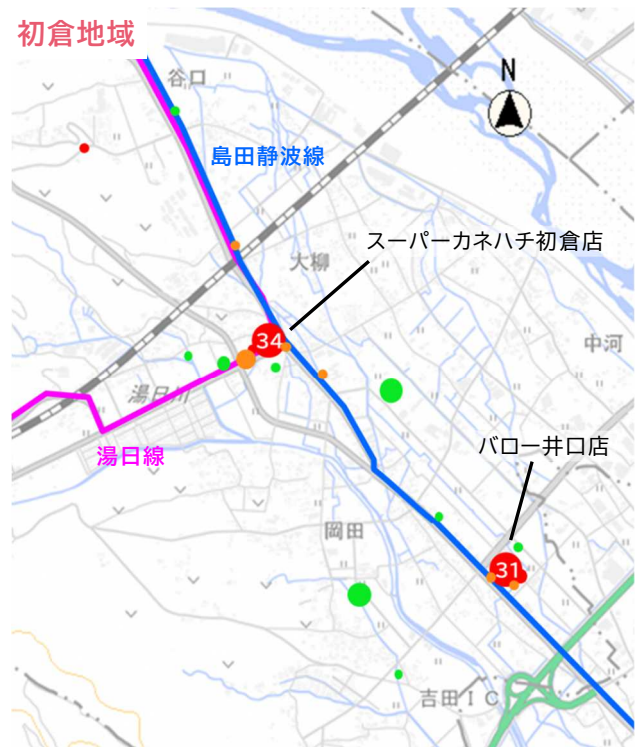 初倉地域
谷口
N
島田静波線
スーパーカネハチ初倉店
大柳
34
中河
湯日川
湯日線
バロー井口店
岡田
31
吉田IC